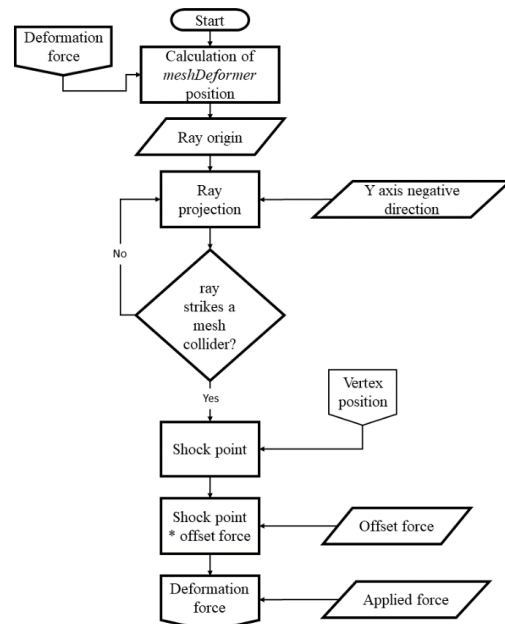 Start
Deformation
force
Calculation of
meshDeformer
position
Ray origin
Ray
projection
Y axis negative
direction
No
ray
strikes a
mesh
collider?
Yes
Vertex
position
Shock point
Shock point
* offset force
Offset force
Deformation
force
Applied force